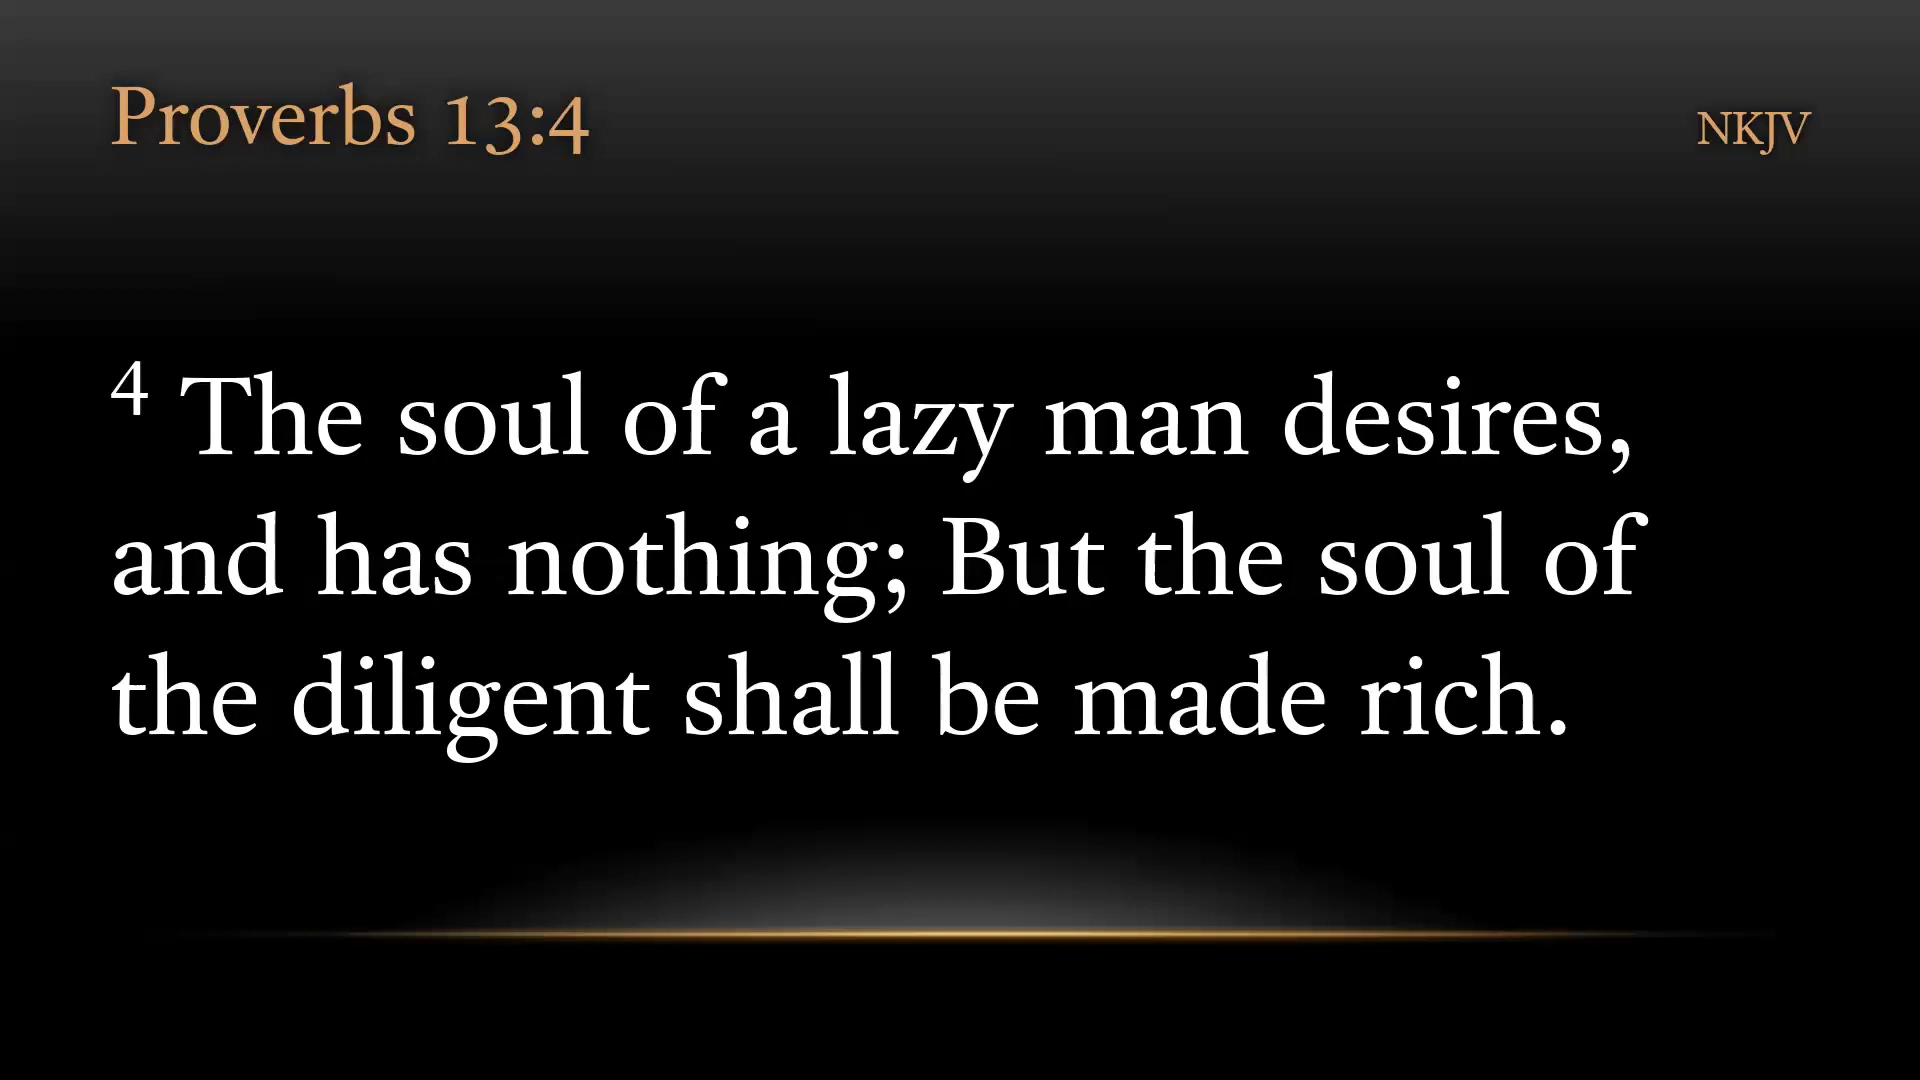 Proverbs 13:4
NKJV
4 The soul of a lazy man desires,
and has nothing; But the soul of
the diligent shall be made rich.